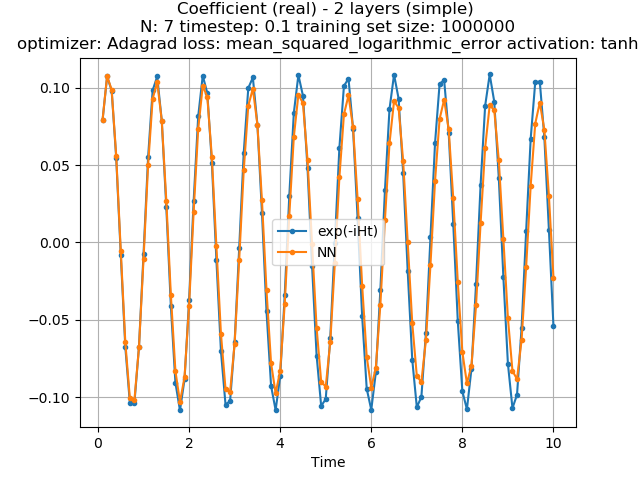 Coefficient (real) - 2 layers (simple)
N: 7 timestep: 0.1 training set size: 1000000
optimizer: Adagrad loss: mean_squared_logarithmic_error activation: tanh
0.10
0.05
0.00
−0.05
−0.10
exp(-iHt)
NN
0 2 4 6 8 10
Time